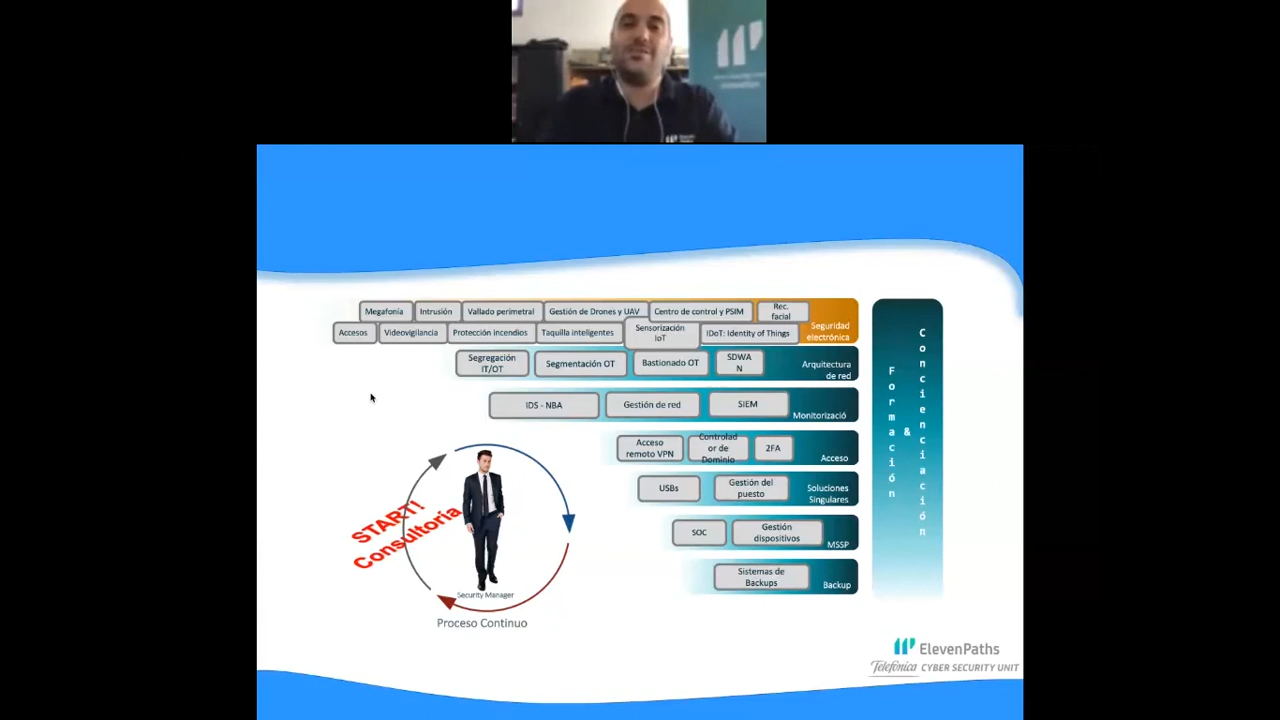 Megafonía
Intrusión
Vallado perimetral
Gestión de Drones y UAV
Centro de control y PSIM
Rec.
facial
Accesos
Videovigilancia
Protección incendios
Taquilla inteligentes
Sensorización
IoT
IDoT: Identity of Things
Seguridad
electrónica
Segregación
IT/OT
Segmentación OT
Bastionado OT
SDWA
N
Arquitectura
de red
IDS - NBA
Gestión de red
SIEM
Monitorizació
Acceso
remoto VPN
Controlad
or de
Dominio
2FA
Acceso
USBs
Gestión del
puesto
Soluciones
Singulares
SOC
Gestión
dispositivos
MSSP
Sistemas de
Backups
Backup
Formación
&
Concienciación
START!
Consultoría
Security Manager
Proceso Continuo
ElevenPaths
Telefónica CYBER SECURITY UNIT